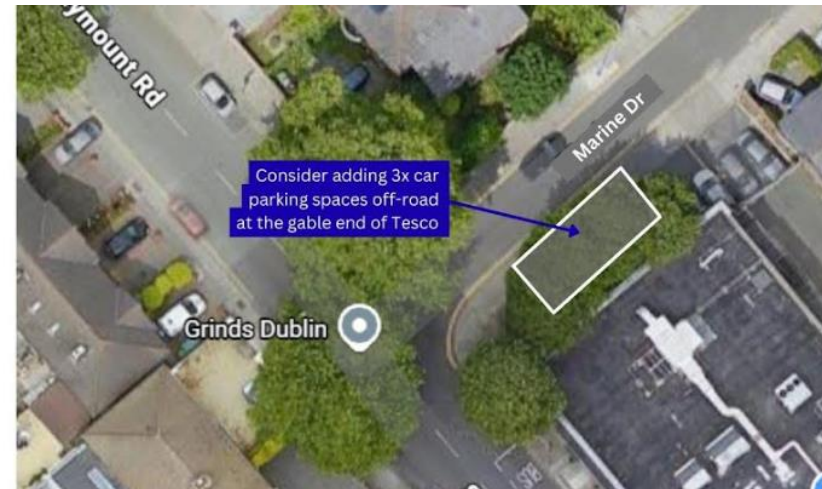 ymount Rd
Marine Dr
Consider adding 3x car
parking spaces off-road
at the gable end of Tesco
Grinds Dublin
BUS